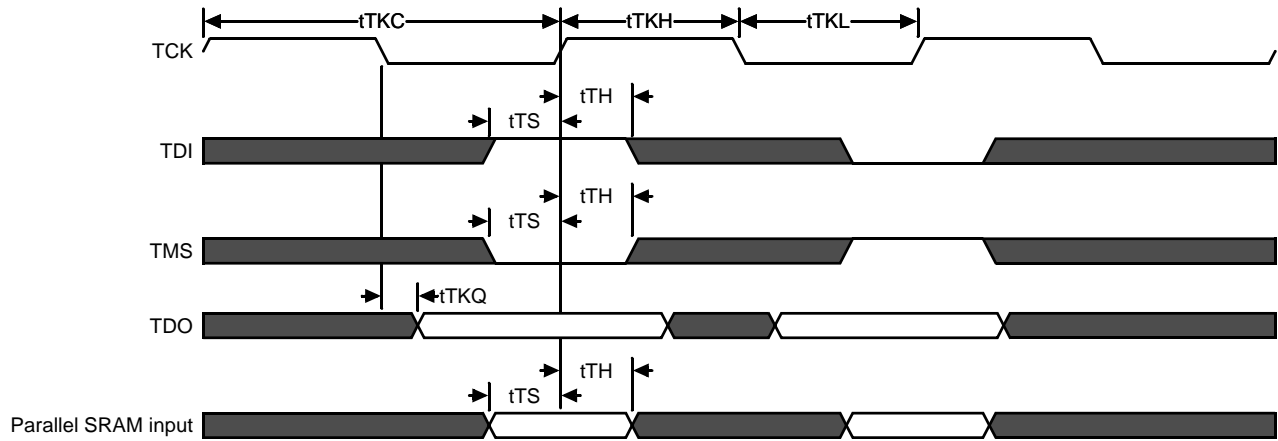 tTKC
tTKH
tTKL
TCK
tTH
tTS
TDI
tTH
tTS
TMS
tTKQ
TDO
tTH
tTS
Parallel SRAM input